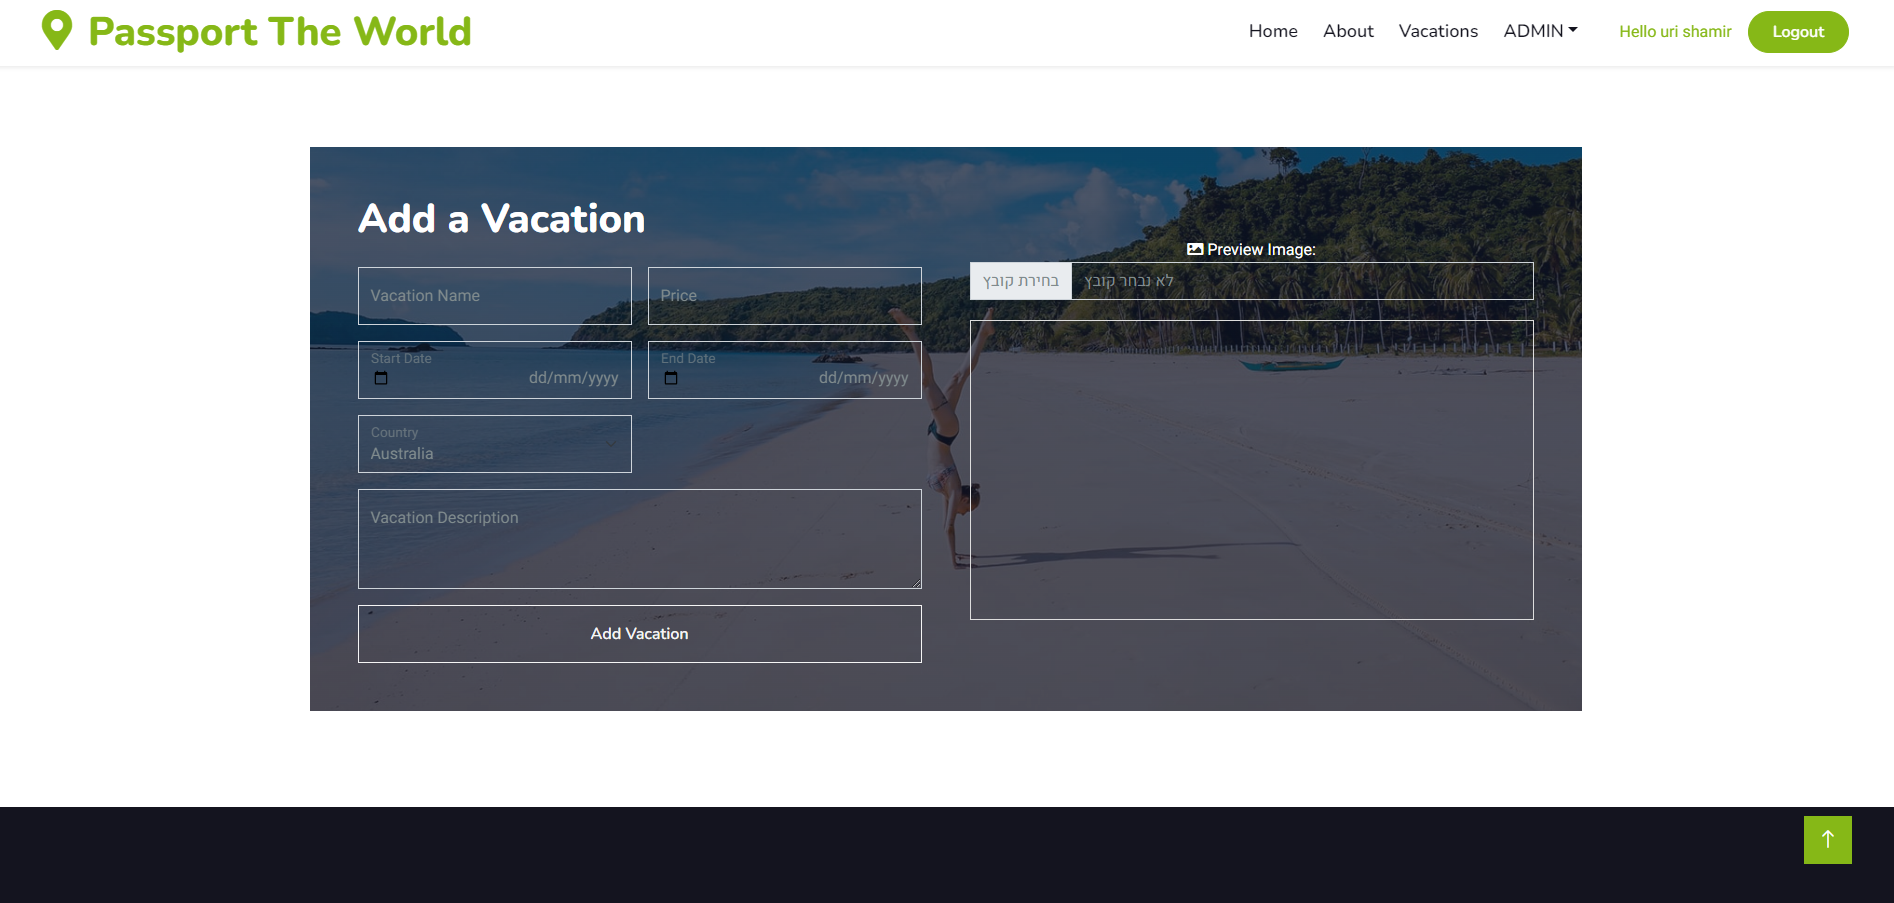 Passport The World
Home About Vacations ADMIN Hello uri shamir Logout
Add a Vacation
Vacation Name
Price
Start Date
dd/mm/yyyy
End Date
dd/mm/yyyy
Country
Australia
Vacation Description
Add Vacation
Preview Image:
בחירת קובץ לא נבחר קובץ